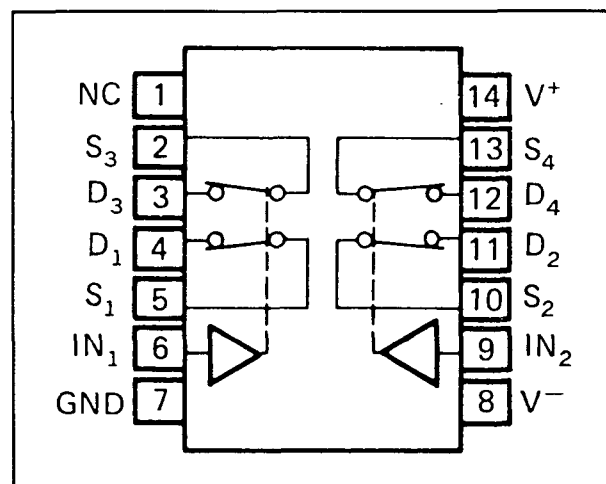 NC 1 14 V⁺
S₃ 2 13 S₄
D₃ 3 12 D₄
D₁ 4 11 D₂
S₁ 5 10 S₂
IN₁ 6 9 IN₂
GND 7 8 V⁻